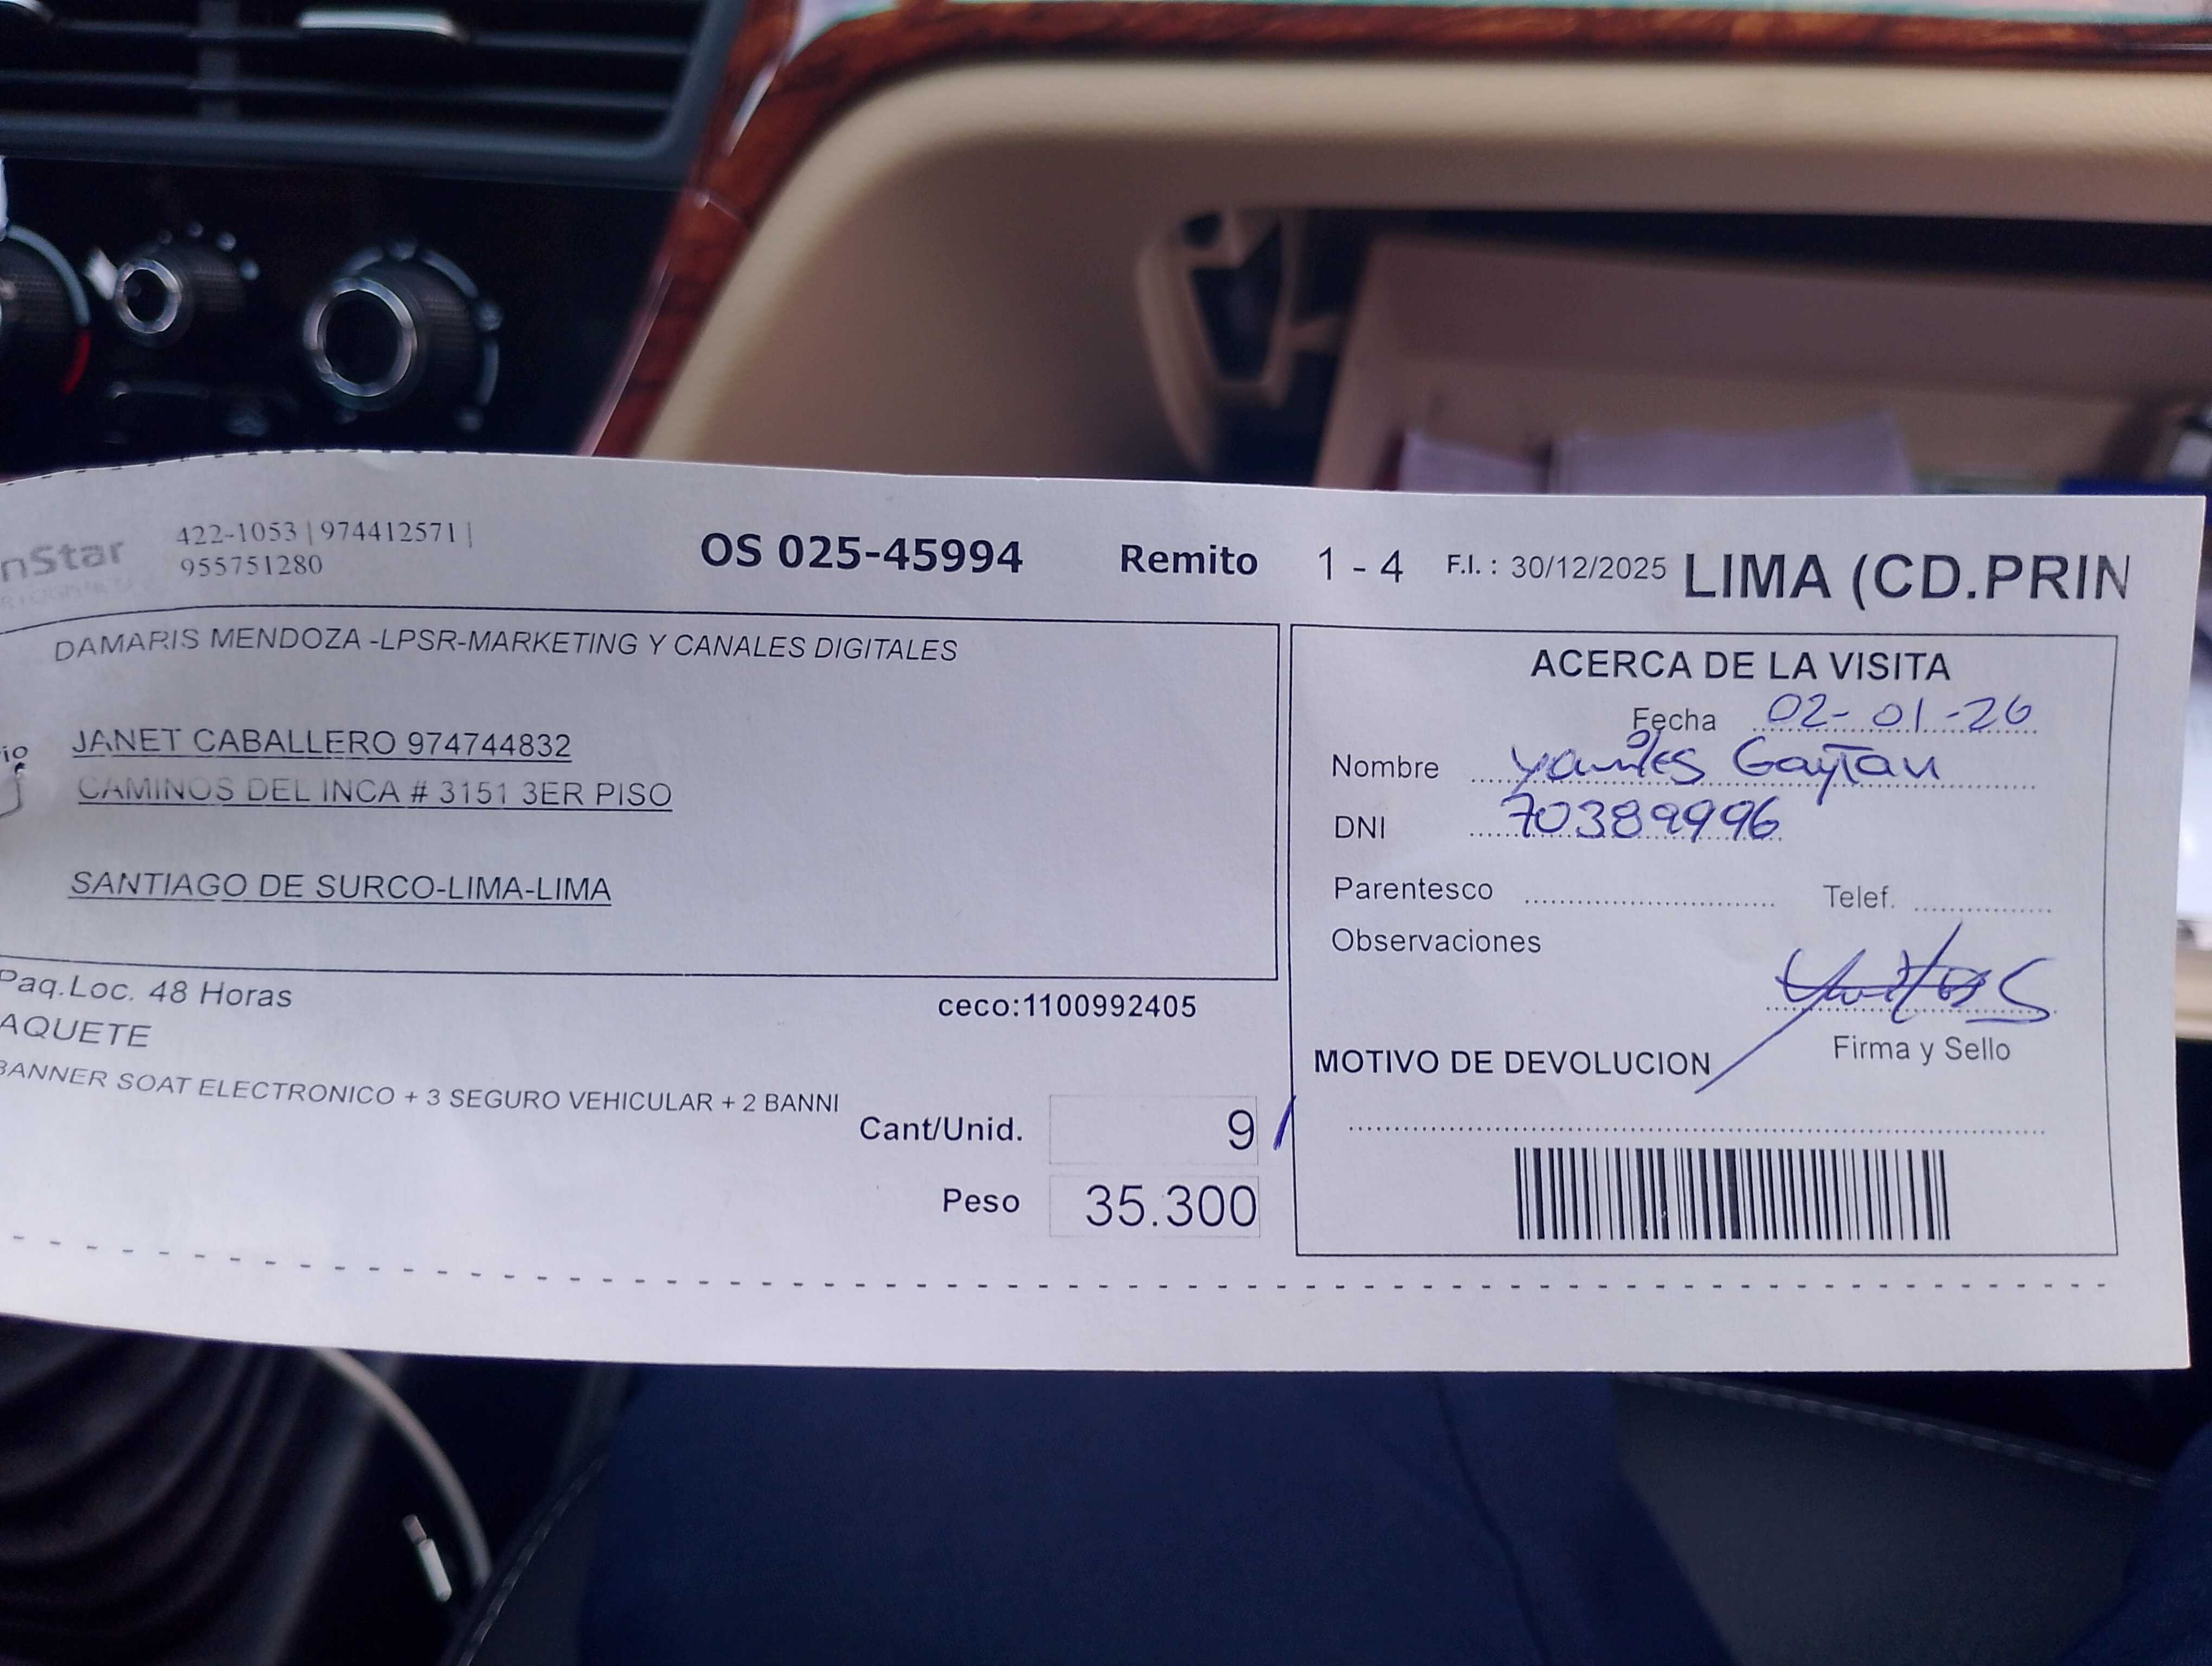 nStar
422-1053 | 974412571 |
955751280
OS 025-45994 Remito 1 - 4 F.I. : 30/12/2025 LIMA (CD.PRIN
DAMARIS MENDOZA -LPSR-MARKETING Y CANALES DIGITALES
JANET CABALLERO 974744832
CAMINOS DEL INCA # 3151 3ER PISO
SANTIAGO DE SURCO-LIMA-LIMA
Paq.Loc. 48 Horas
ceco:1100992405
AQUETE
BANNER SOAT ELECTRONICO + 3 SEGURO VEHICULAR + 2 BANNI
Cant/Unid. 9
Peso 35.300
ACERCA DE LA VISITA
Fecha 02-01-26
Nombre Gaytan
DNI 70389996
Parentesco Telef.
Observaciones
Firma y Sello
MOTIVO DE DEVOLUCION